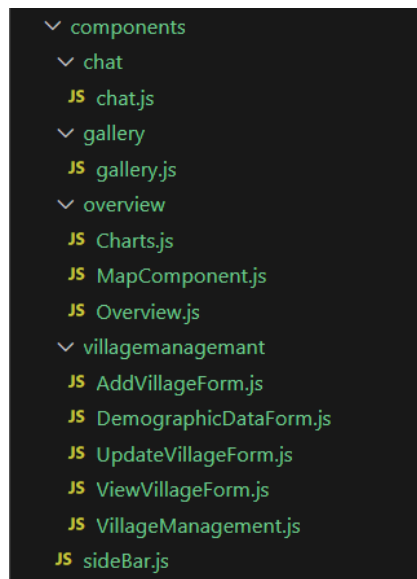 components
chat
JS chat.js
gallery
JS gallery.js
overview
JS Charts.js
JS MapComponent.js
JS Overview.js
villagemanagemant
JS AddVillageForm.js
JS DemographicDataForm.js
JS UpdateVillageForm.js
JS ViewVillageForm.js
JS VillageManagement.js
JS sideBar.js